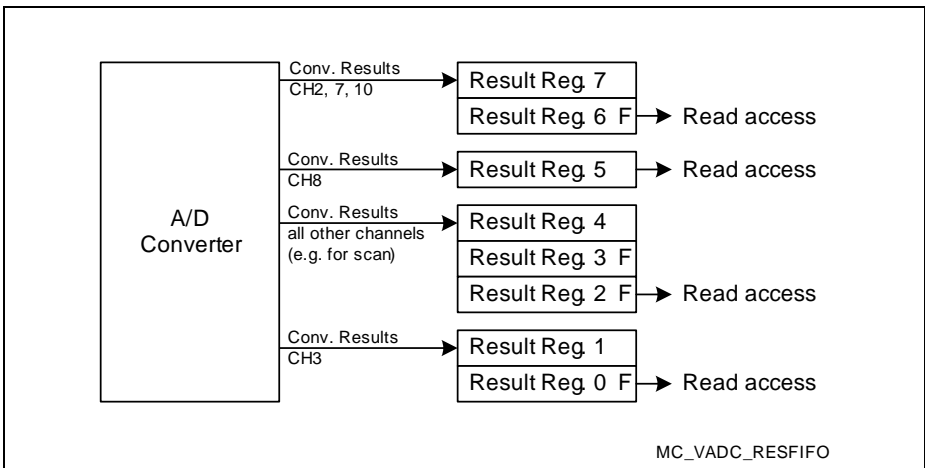 A/D
Converter
Conv. Results
CH2, 7, 10
Result Reg. 7
Result Reg. 6 F
Read access
Conv. Results
CH8
Result Reg. 5
Read access
Conv. Results
all other channels
(e.g. for scan)
Result Reg. 4
Result Reg. 3 F
Result Reg. 2 F
Read access
Conv. Results
CH3
Result Reg. 1
Result Reg. 0 F
Read access
MC_VADC_RESFIFO